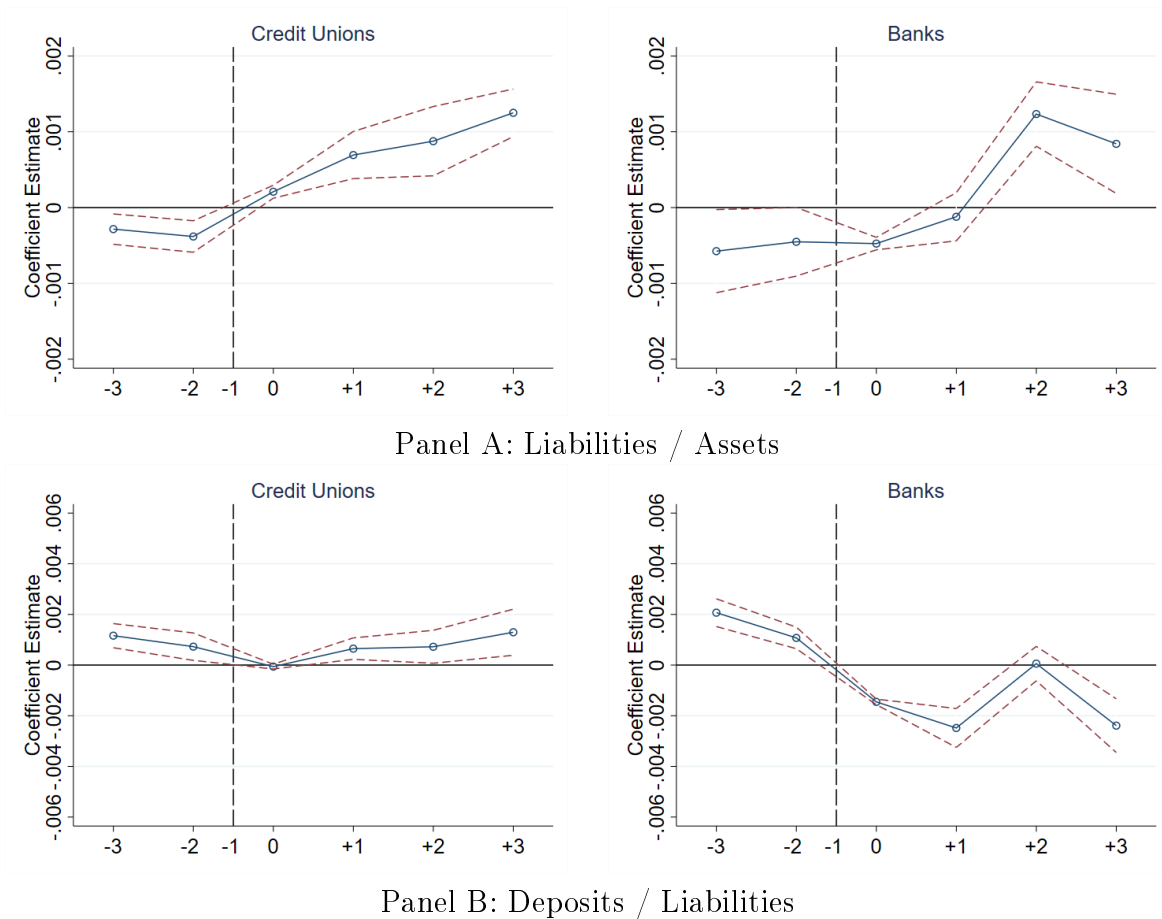 Credit Unions
Coefficient Estimate
.002
.001
0
-.001
-.002
-3 -2 -1 0 +1 +2 +3
Banks
Coefficient Estimate
.002
.001
0
-.001
-.002
-3 -2 -1 0 +1 +2 +3
Panel A: Liabilities / Assets
Credit Unions
Coefficient Estimate
.006
.004
.002
0
-.002
-.004
-.006
-3 -2 -1 0 +1 +2 +3
Banks
Coefficient Estimate
.006
.004
.002
0
-.002
-.004
-.006
-3 -2 -1 0 +1 +2 +3
Panel B: Deposits / Liabilities